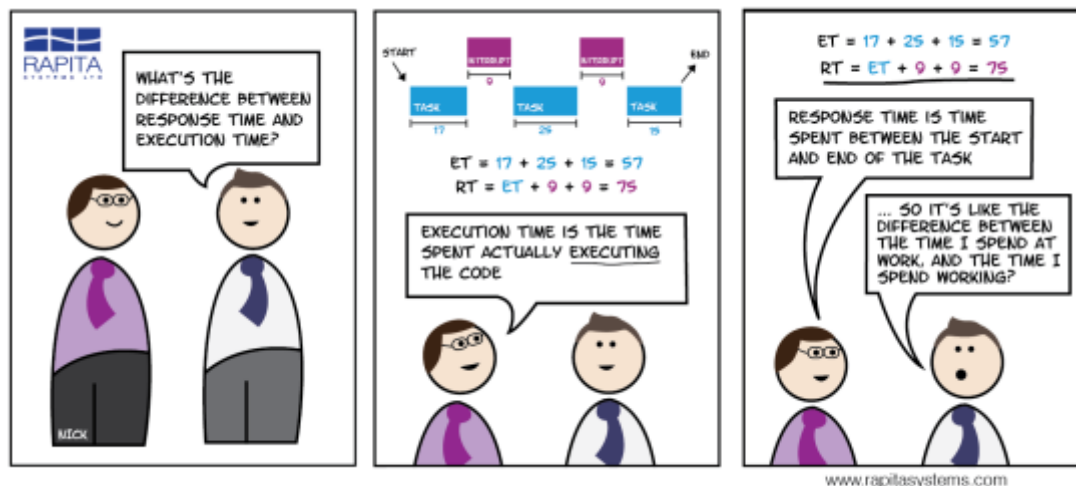 RAPITA
SYSTEMS LTD
WHAT'S THE
DIFFERENCE BETWEEN
RESPONSE TIME AND
EXECUTION TIME?
NICK
START
INTERRUPT
INTERRUPT
END
9
9
TASK
TASK
TASK
17
25
15
ET = 17 + 25 + 15 = 57
RT = ET + 9 + 9 = 75
EXECUTION TIME IS THE TIME
SPENT ACTUALLY EXECUTING
THE CODE
ET = 17 + 25 + 15 = 57
RT = ET + 9 + 9 = 75
RESPONSE TIME IS TIME
SPENT BETWEEN THE START
AND END OF THE TASK
... SO IT'S LIKE THE
DIFFERENCE BETWEEN
THE TIME I SPEND AT
WORK, AND THE TIME I
SPEND WORKING?
www.rapitasystems.com